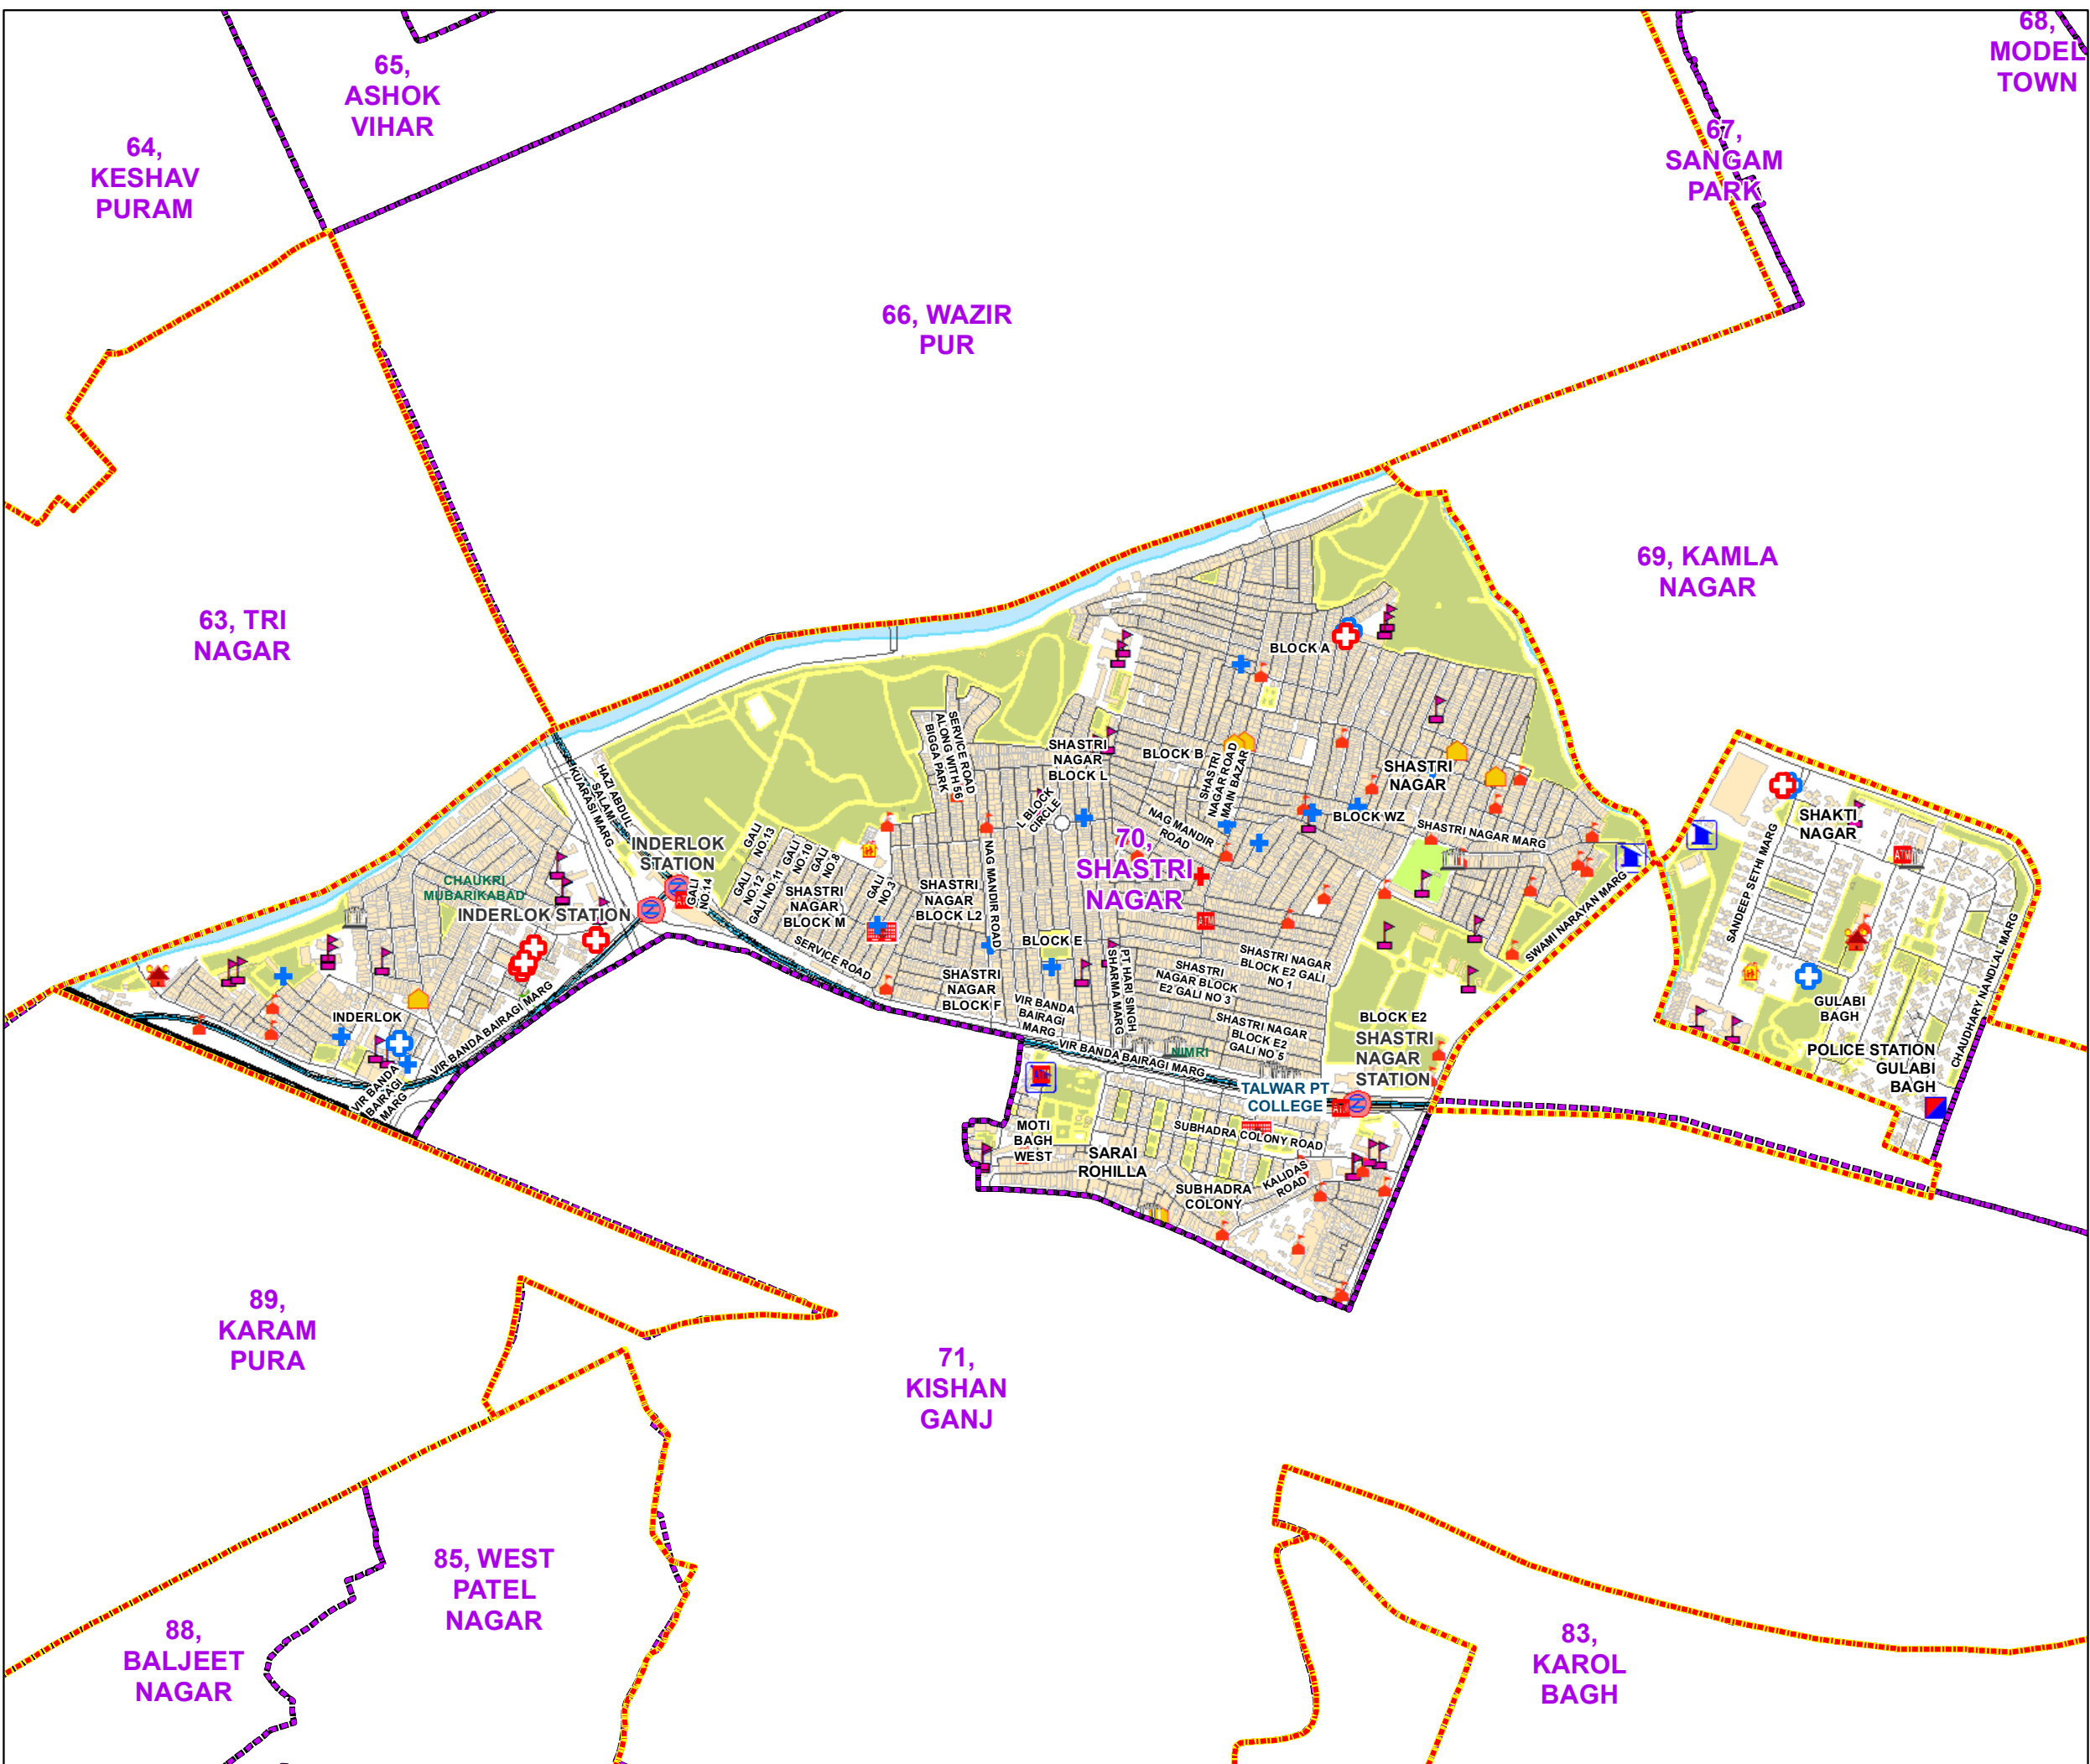 68,
MODEL
TOWN
65,
ASHOK
VIHAR
67,
SANGAM
PARK
64,
KESHAV
PURAM
66, WAZIR
PUR
69, KAMLA
NAGAR
63, TRI
NAGAR
BLOCK A
SERVICE ROAD
ALONG WITH 56
BIGGA PARK
SHASTRI
NAGAR
BLOCK L
BLOCK B
SHASTRI
NAGAR ROAD
MAIN BAZAR
SHASTRI
NAGAR
HAZI ABDUL
SALAM
KUARASI MARG
L BLOCK
CIRCLE
NAG MANDIR
ROAD
BLOCK WZ
SHASTRI NAGAR MARG
SHAKTI
NAGAR
SANDEEP SETHI MARG
INDERLOK
STATION
GALI
NO.13
GALI
NO.12
GALI
NO.10
GALI NO.11
GALI
NO.8
GALI
NO.3
GALI
NO.14
70,
SHASTRI
NAGAR
CHAUKRI
MUBARIKABAD
INDERLOK STATION
SHASTRI
NAGAR
BLOCK M
SHASTRI
NAGAR
BLOCK L2
NAG MANDIR ROAD
BLOCK E
ATM
ATM
SWAMI NARAYAN MARG
SERVICE ROAD
SHASTRI
NAGAR
BLOCK F
PT. HARI SINGH
SHARMA MARG
SHASTRI NAGAR
BLOCK E2 GALI
NO 1
SHASTRI
NAGAR BLOCK
E2 GALI NO 3
CHAUDHARY NANDLAL MARG
INDERLOK
VIR BANDA BAIRAGI MARG
VIR BANDA
BAIRAGI
MARG
SHASTRI NAGAR
BLOCK E2
GALI NO 5
BLOCK E2
SHASTRI
NAGAR
STATION
GULABI
BAGH
POLICE STATION
GULABI
BAGH
VIR BANDA
BAIRAGI
MARG
VIR BANDA BAIRAGI MARG
NIMRI
ATM
TALWAR PT
COLLEGE
MOTI
BAGH
WEST
SUBHADRA COLONY ROAD
SARAI
ROHILLA
SUBHADRA
COLONY
KALIDAS
ROAD
89,
KARAM
PURA
71,
KISHAN
GANJ
85, WEST
PATEL
NAGAR
88,
BALJEET
NAGAR
83,
KAROL
BAGH